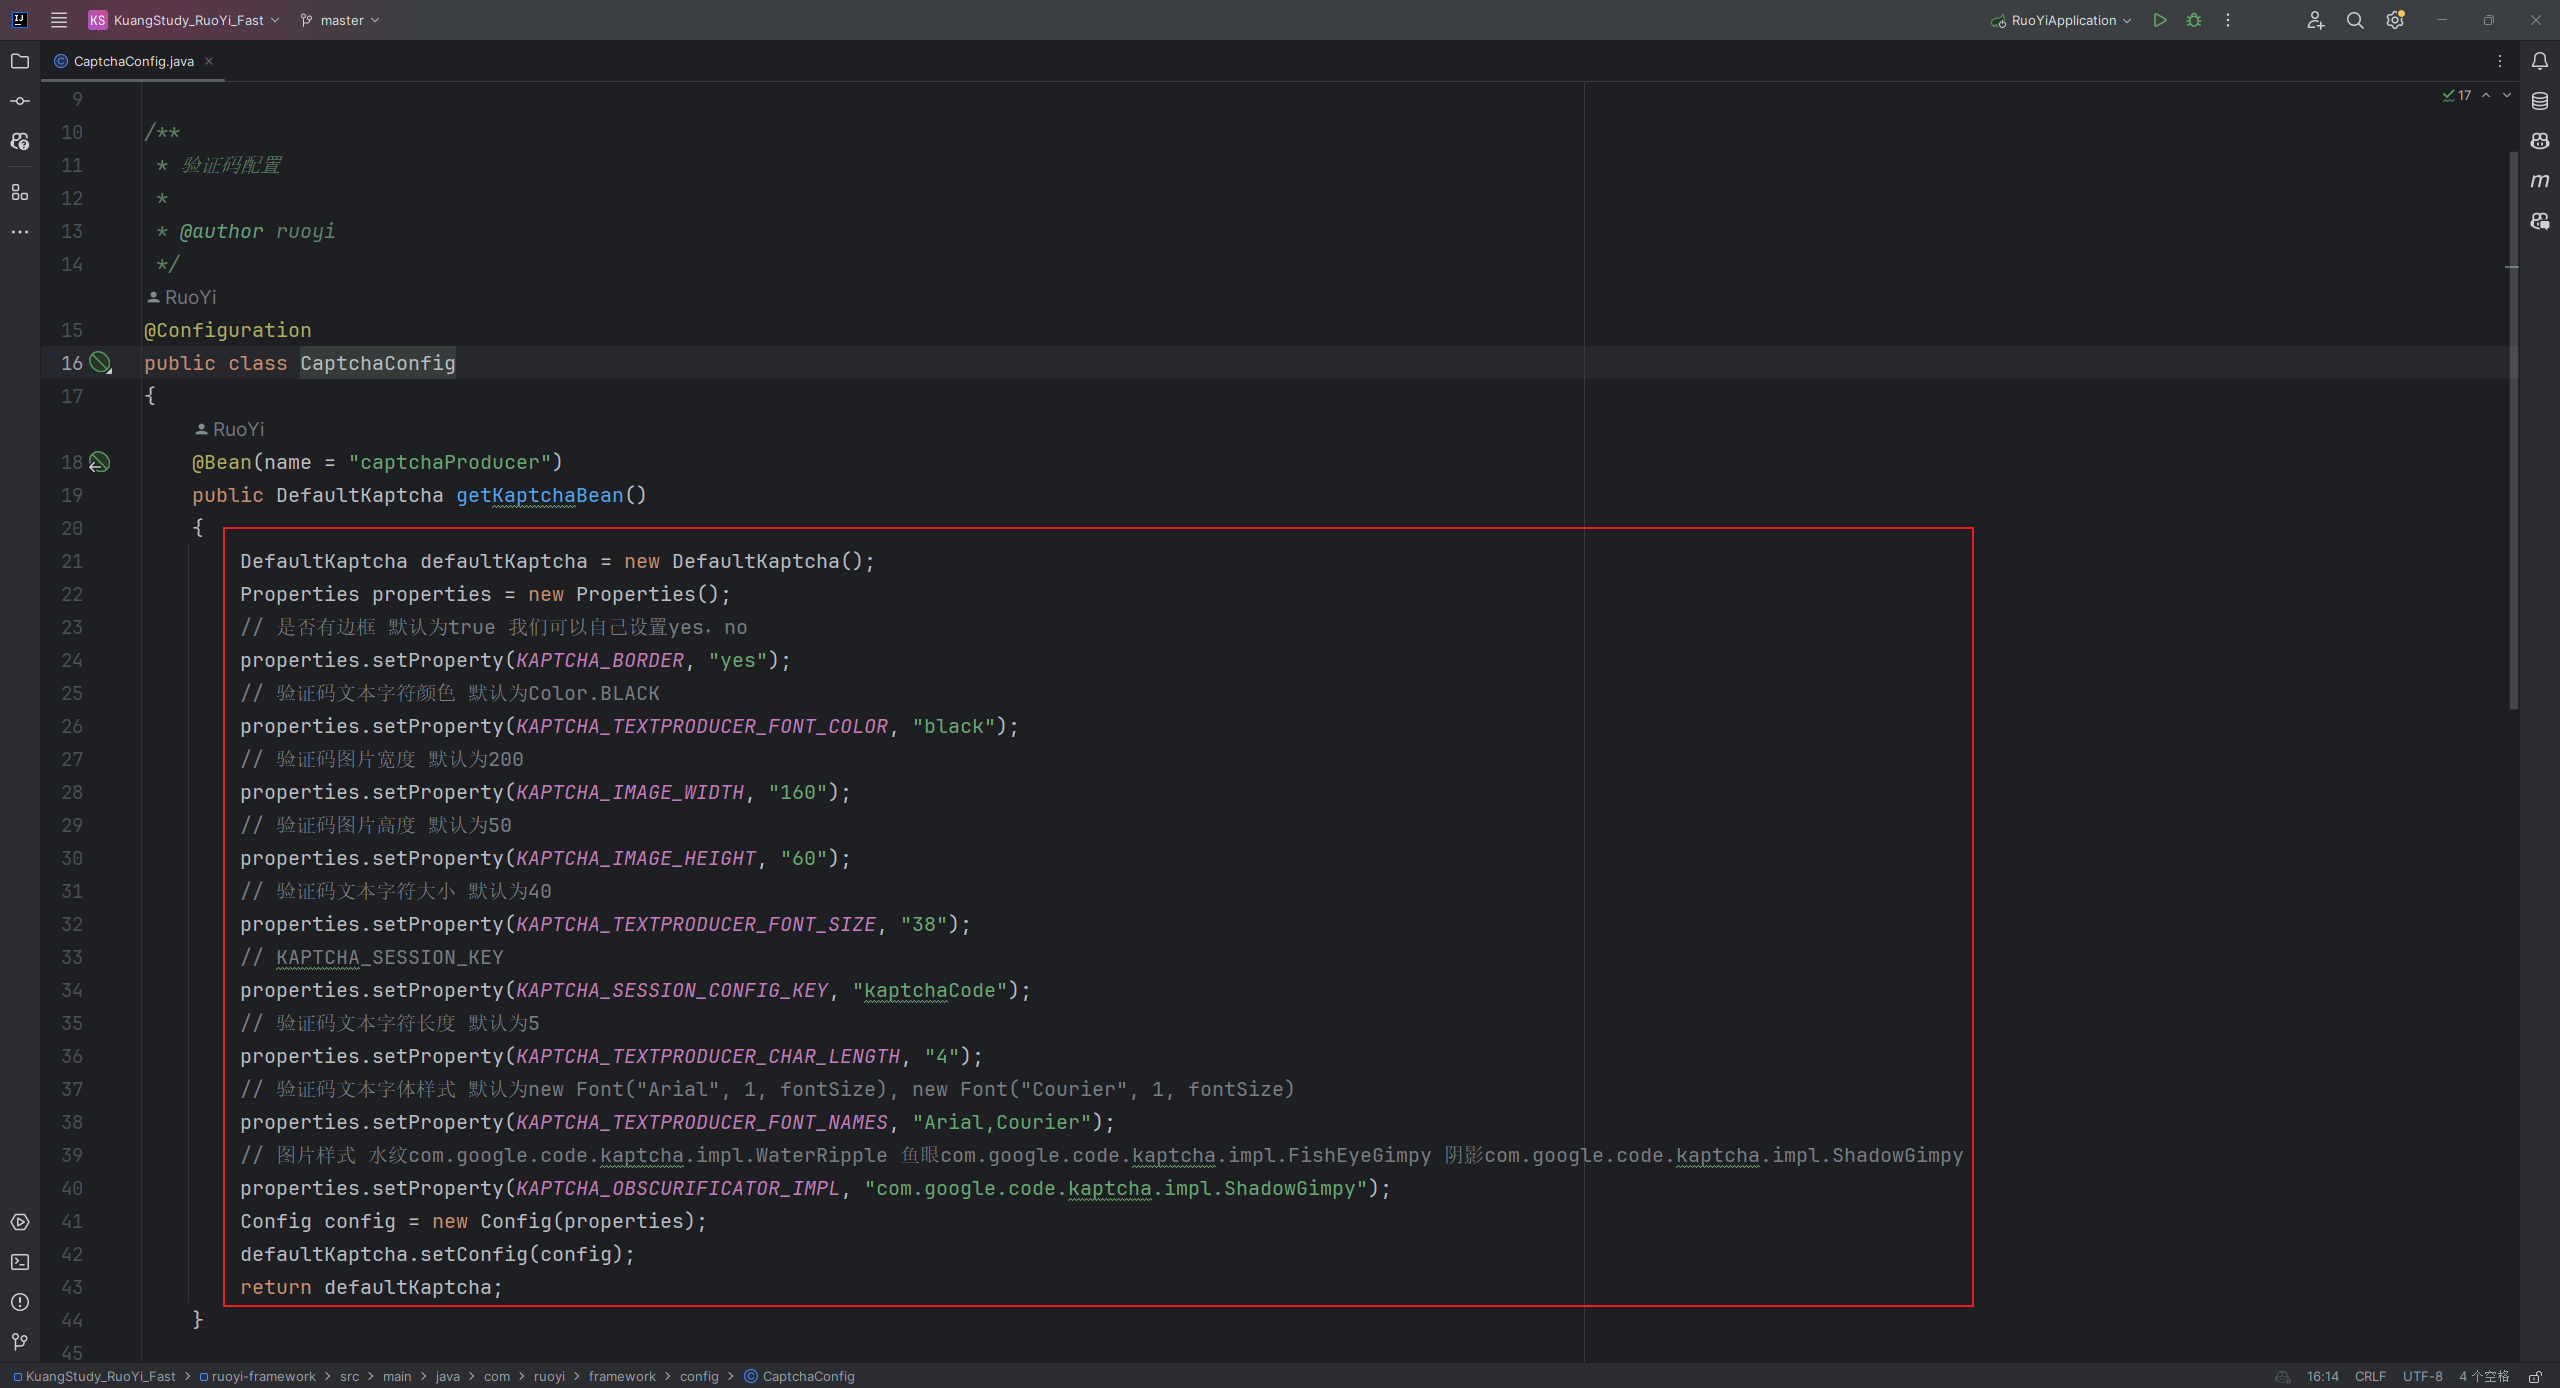 KS KuangStudy_RuoYi_Fast master RuoYiApplication
CaptchaConfig.java
17
9
10 /**
11 * 验证码配置
12 *
13 * @author ruoyi
14 */
RuoYi
15 @Configuration
16 public class CaptchaConfig
17 {
RuoYi
18 @Bean(name = "captchaProducer")
19 public DefaultKaptcha getKaptchaBean()
20 {
21 DefaultKaptcha defaultKaptcha = new DefaultKaptcha();
22 Properties properties = new Properties();
23 // 是否有边框 默认为true 我们可以自己设置yes，no
24 properties.setProperty(KAPTCHA_BORDER, "yes");
25 // 验证码文本字符颜色 默认为Color.BLACK
26 properties.setProperty(KAPTCHA_TEXTPRODUCER_FONT_COLOR, "black");
27 // 验证码图片宽度 默认为200
28 properties.setProperty(KAPTCHA_IMAGE_WIDTH, "160");
29 // 验证码图片高度 默认为50
30 properties.setProperty(KAPTCHA_IMAGE_HEIGHT, "60");
31 // 验证码文本字符大小 默认为40
32 properties.setProperty(KAPTCHA_TEXTPRODUCER_FONT_SIZE, "38");
33 // KAPTCHA_SESSION_KEY
34 properties.setProperty(KAPTCHA_SESSION_CONFIG_KEY, "kaptchaCode");
35 // 验证码文本字符长度 默认为5
36 properties.setProperty(KAPTCHA_TEXTPRODUCER_CHAR_LENGTH, "4");
37 // 验证码文本字体样式 默认为new Font("Arial", 1, fontSize), new Font("Courier", 1, fontSize)
38 properties.setProperty(KAPTCHA_TEXTPRODUCER_FONT_NAMES, "Arial,Courier");
39 // 图片样式 水纹com.google.code.kaptcha.impl.WaterRipple 鱼眼com.google.code.kaptcha.impl.FishEyeGimpy 阴影com.google.code.kaptcha.impl.ShadowGimpy
40 properties.setProperty(KAPTCHA_OBSCURIFICATOR_IMPL, "com.google.code.kaptcha.impl.ShadowGimpy");
41 Config config = new Config(properties);
42 defaultKaptcha.setConfig(config);
43 return defaultKaptcha;
44 }
45
KuangStudy_RuoYi_Fast > ruoyi-framework > src > main > java > com > ruoyi > framework > config > CaptchaConfig 16:14 CRLF UTF-8 4 个空格